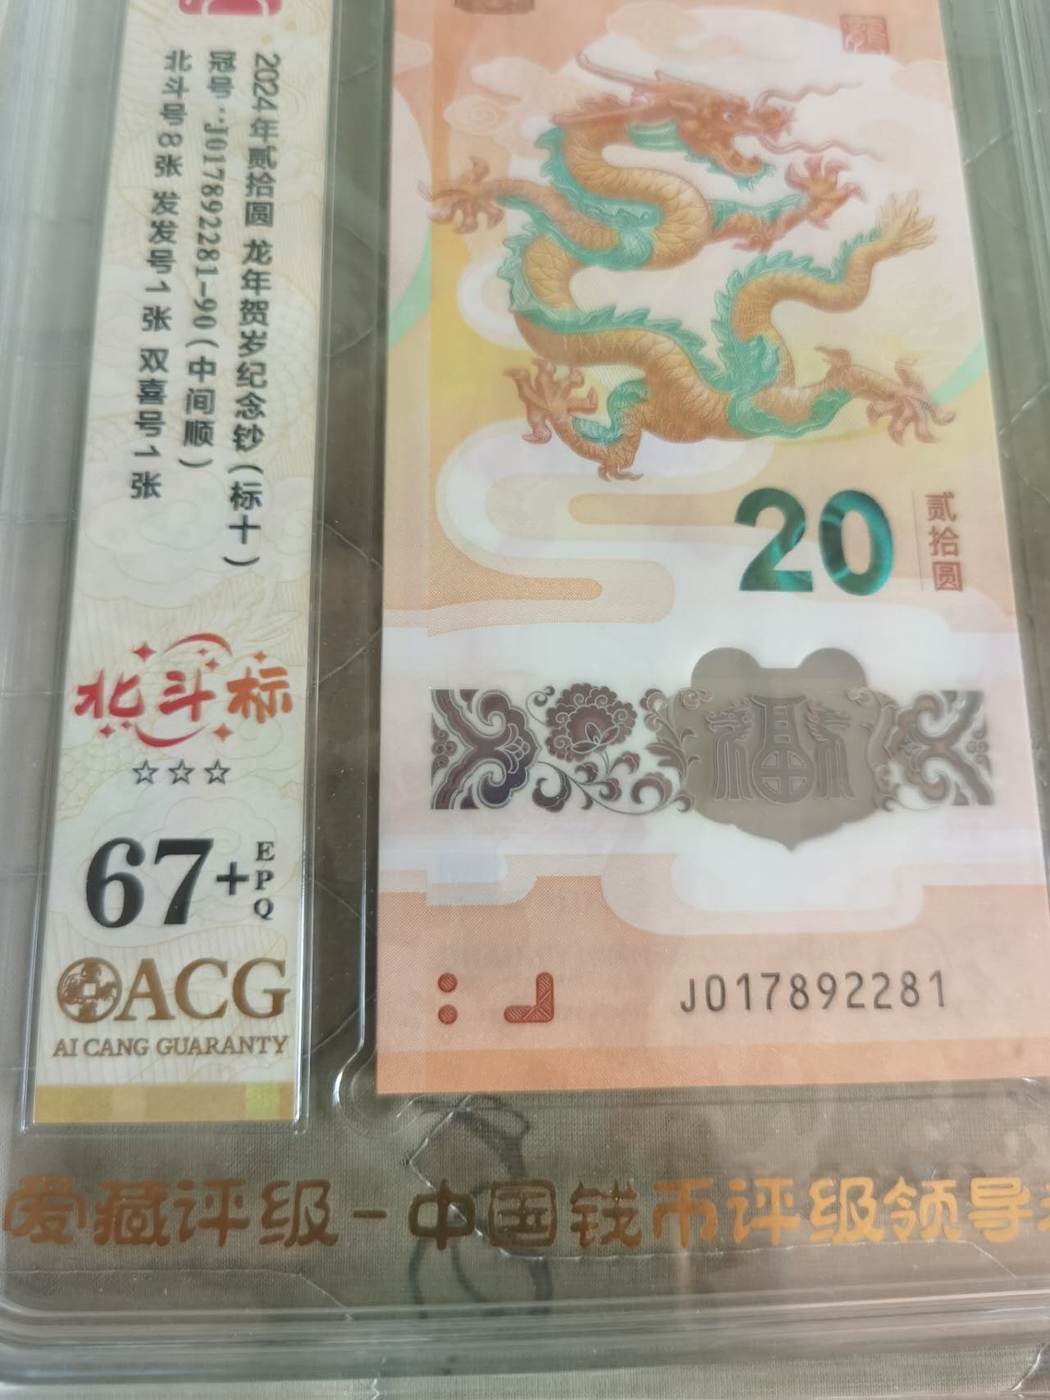 2024年贰拾圆 龙年贺岁纪念钞(标十)
冠号:J017892281-90(中间顺)
北斗号8张 发发号1张 双喜号1张
北斗标
☆☆☆
67+
EPQ
ACG
AI CANG GUARANTY
20
贰拾圆
福
J017892281
爱藏评级-中国钱币评级领导